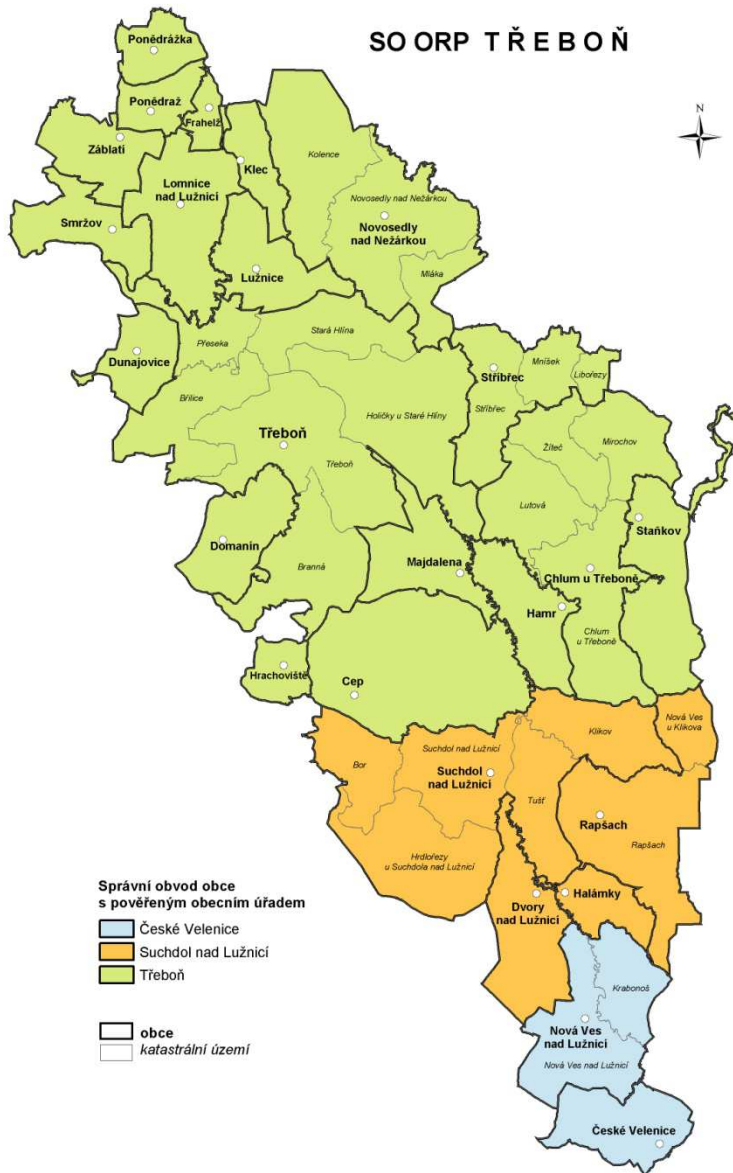 SO ORP TŘEBOŇ
N
Ponědrážka
Ponědraž
Frahelž
Záblatí
Klec
Kolence
Lomnice
nad Lužnicí
Novosedly nad Nežárkou
Novosedly
nad Nežárkou
Smržov
Lužnice
Mláka
Dunajovice
Přeseka
Stará Hlína
Stříbřec
Mníšek
Libořezy
Břilice
Holičky u Staré Hlíny
Stříbřec
Třeboň
Žíteč
Mirochov
Třeboň
Lutová
Staňkov
Domanín
Branná
Majdalena
Chlum u Třeboně
Hamr
Chlum
u Třeboně
Hrachoviště
Cep
Klikov
Nová Ves
u Klikova
Bor
Suchdol nad Lužnicí
Suchdol
nad Lužnicí
Tušť
Rapšach
Rapšach
Hrdlořezy
u Suchdola nad Lužnicí
Dvory
nad Lužnicí
Halámky
Krabonoš
Nová Ves
nad Lužnicí
Nová Ves nad Lužnicí
České Velenice
Správní obvod obce
s pověřeným obecním úřadem
České Velenice
Suchdol nad Lužnicí
Třeboň
obce
katastrální území